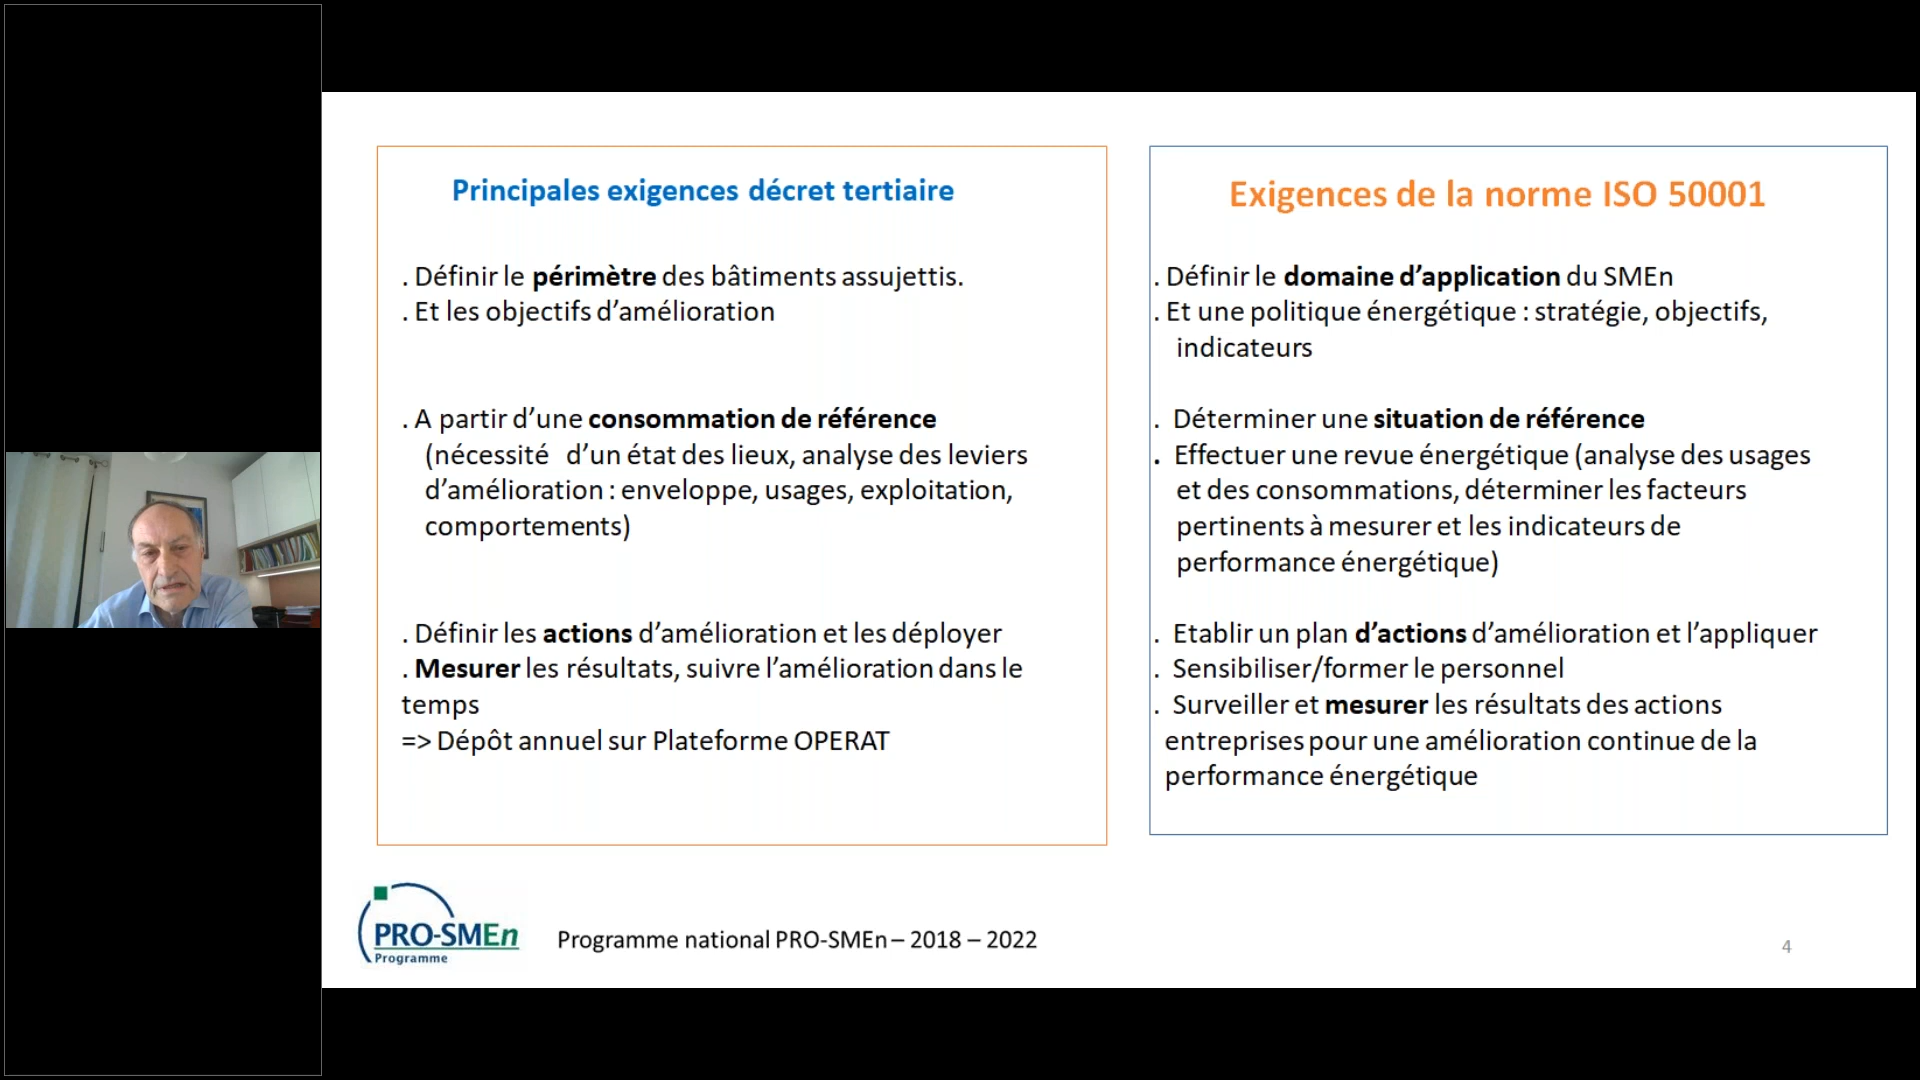 Principales exigences décret tertiaire
. Définir le périmètre des bâtiments assujettis.
. Et les objectifs d’amélioration
. A partir d’une consommation de référence
(nécessité d’un état des lieux, analyse des leviers
d’amélioration : enveloppe, usages, exploitation,
comportements)
. Définir les actions d’amélioration et les déployer
. Mesurer les résultats, suivre l’amélioration dans le
temps
=> Dépôt annuel sur Plateforme OPERAT
Exigences de la norme ISO 50001
. Définir le domaine d’application du SMEn
. Et une politique énergétique : stratégie, objectifs,
indicateurs
. Déterminer une situation de référence
. Effectuer une revue énergétique (analyse des usages
et des consommations, déterminer les facteurs
pertinents à mesurer et les indicateurs de
performance énergétique)
. Etablir un plan d’actions d’amélioration et l’appliquer
. Sensibiliser/former le personnel
. Surveiller et mesurer les résultats des actions
entreprises pour une amélioration continue de la
performance énergétique
PRO-SMEn
Programme
Programme national PRO-SMEn – 2018 – 2022
4